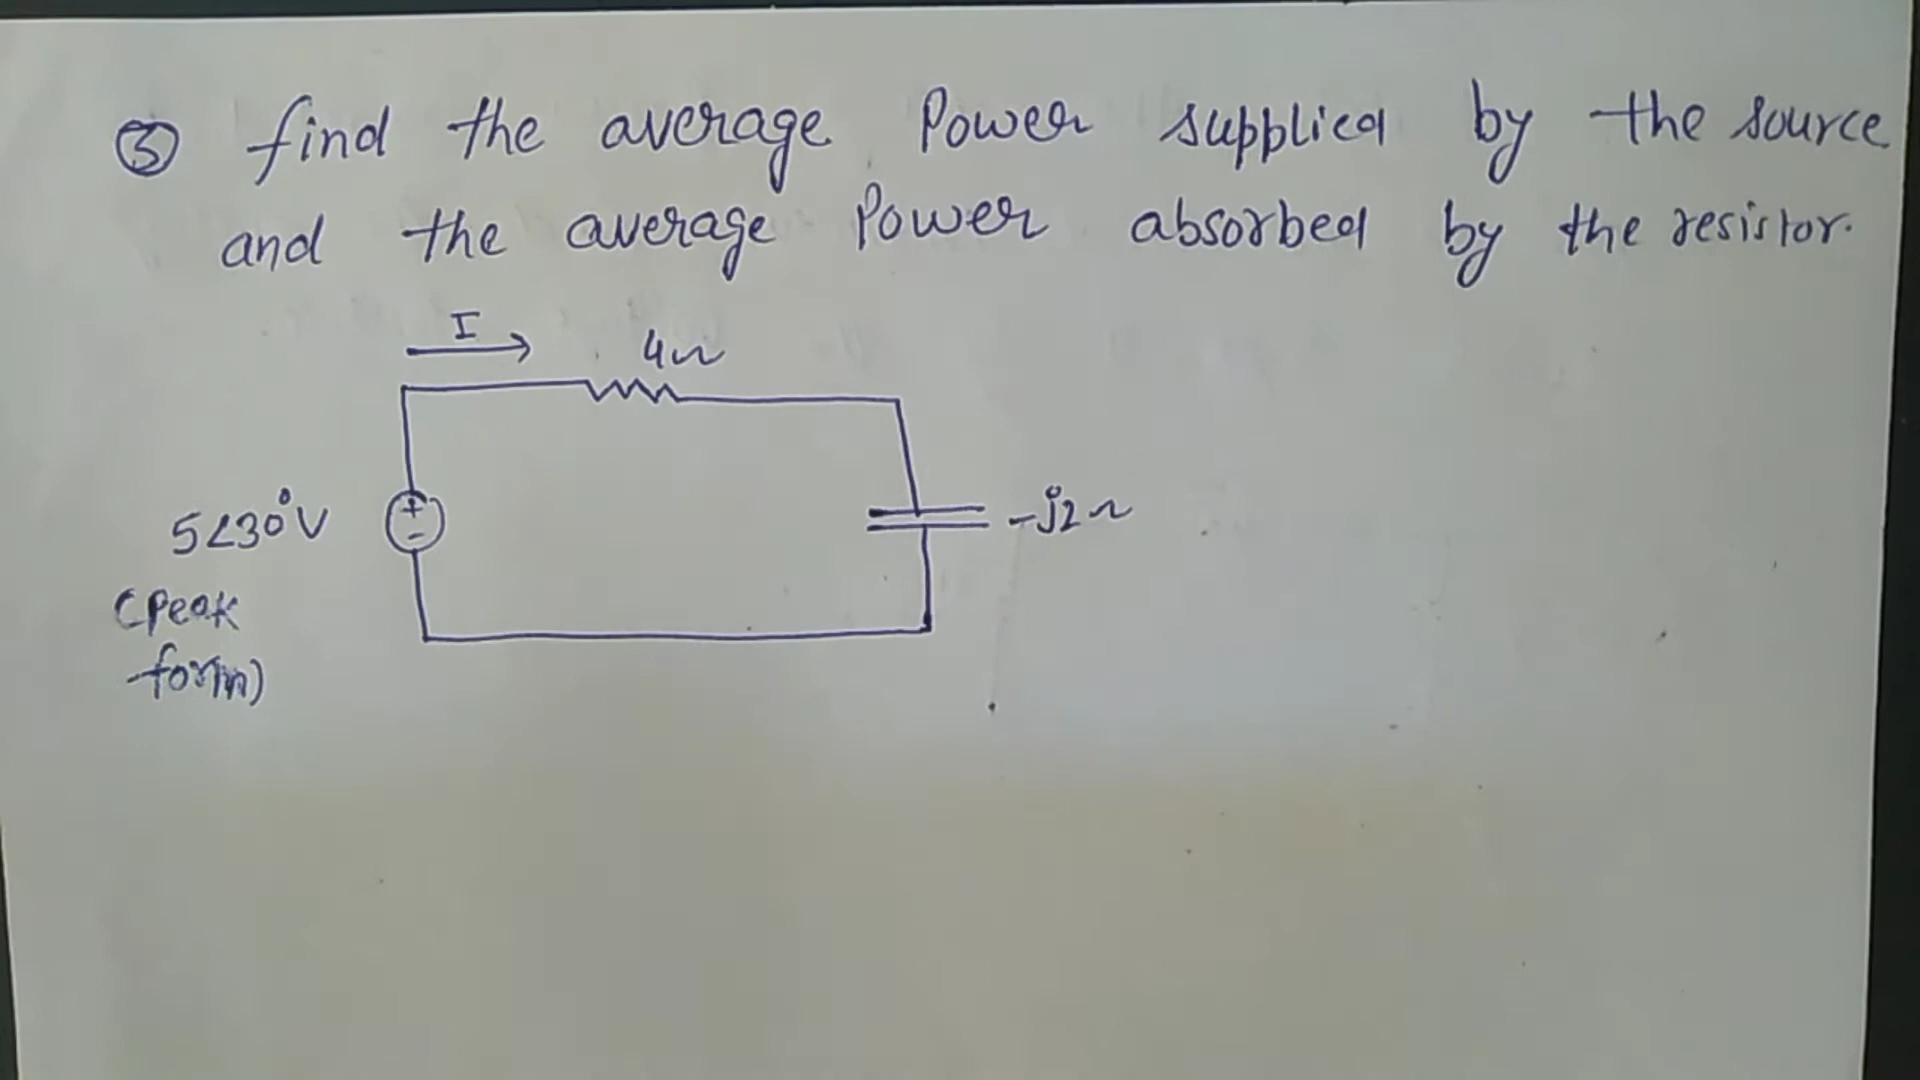 ③ find the average Power supplied by the source
and the average Power absorbed by the resistor.
I
4Ω
5∠30°V
+
-
-j2Ω
(Peak
form)